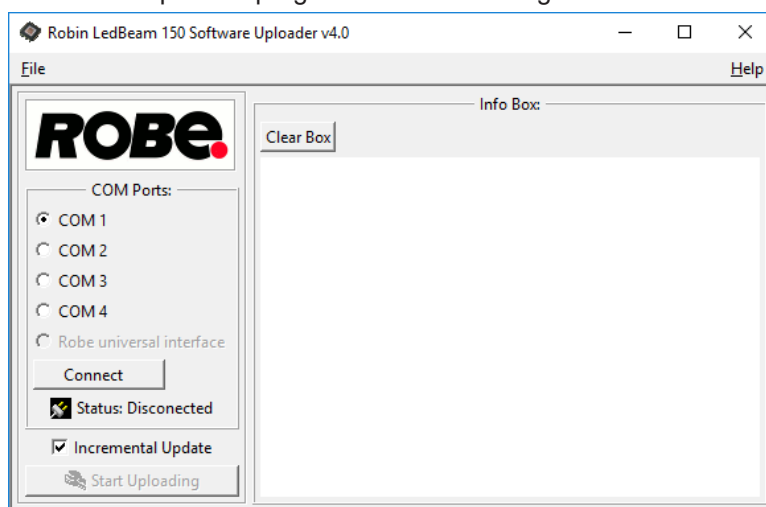 Robin LedBeam 150 Software Uploader v4.0
File
Help
ROBE.
COM Ports:
COM 1
COM 2
COM 3
COM 4
Robe universal interface
Connect
Status: Disconected
Incremental Update
Start Uploading
Info Box:
Clear Box